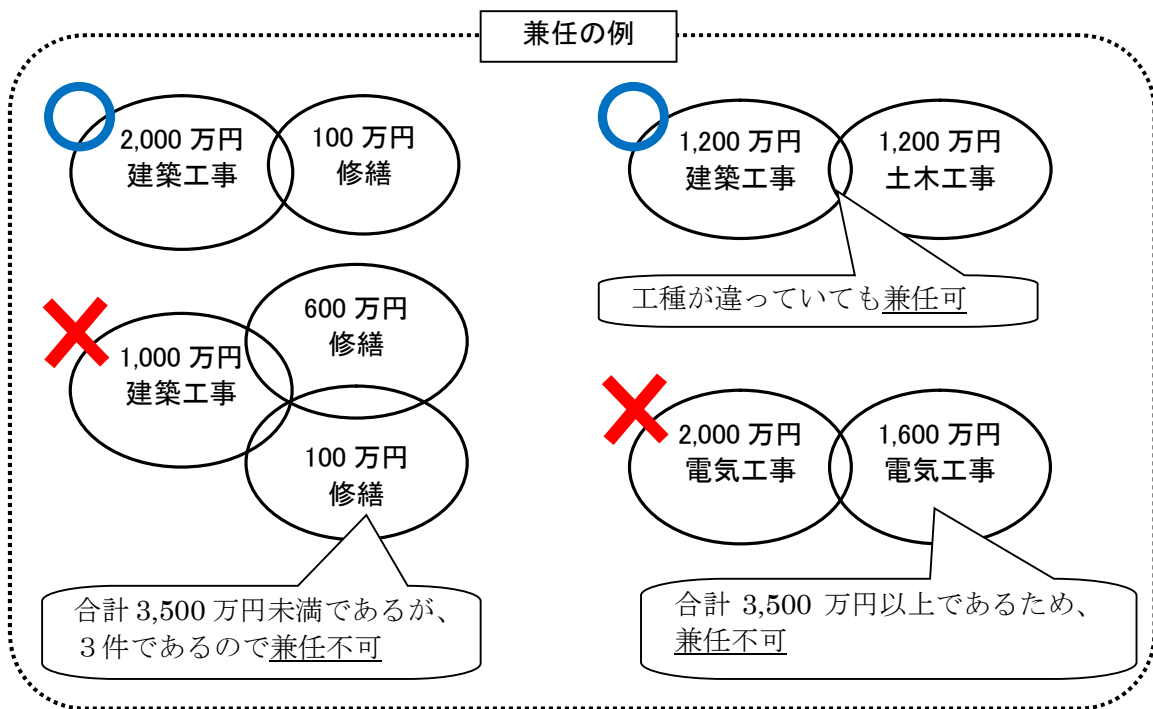 兼任の例
2,000 万円
建築工事
100 万円
修繕
1,200 万円
建築工事
1,200 万円
土木工事
工種が違っていても兼任可
1,000 万円
建築工事
600 万円
修繕
100 万円
修繕
合計 3,500 万円未満であるが、
３件であるので兼任不可
2,000 万円
電気工事
1,600 万円
電気工事
合計 3,500 万円以上であるため、
兼任不可